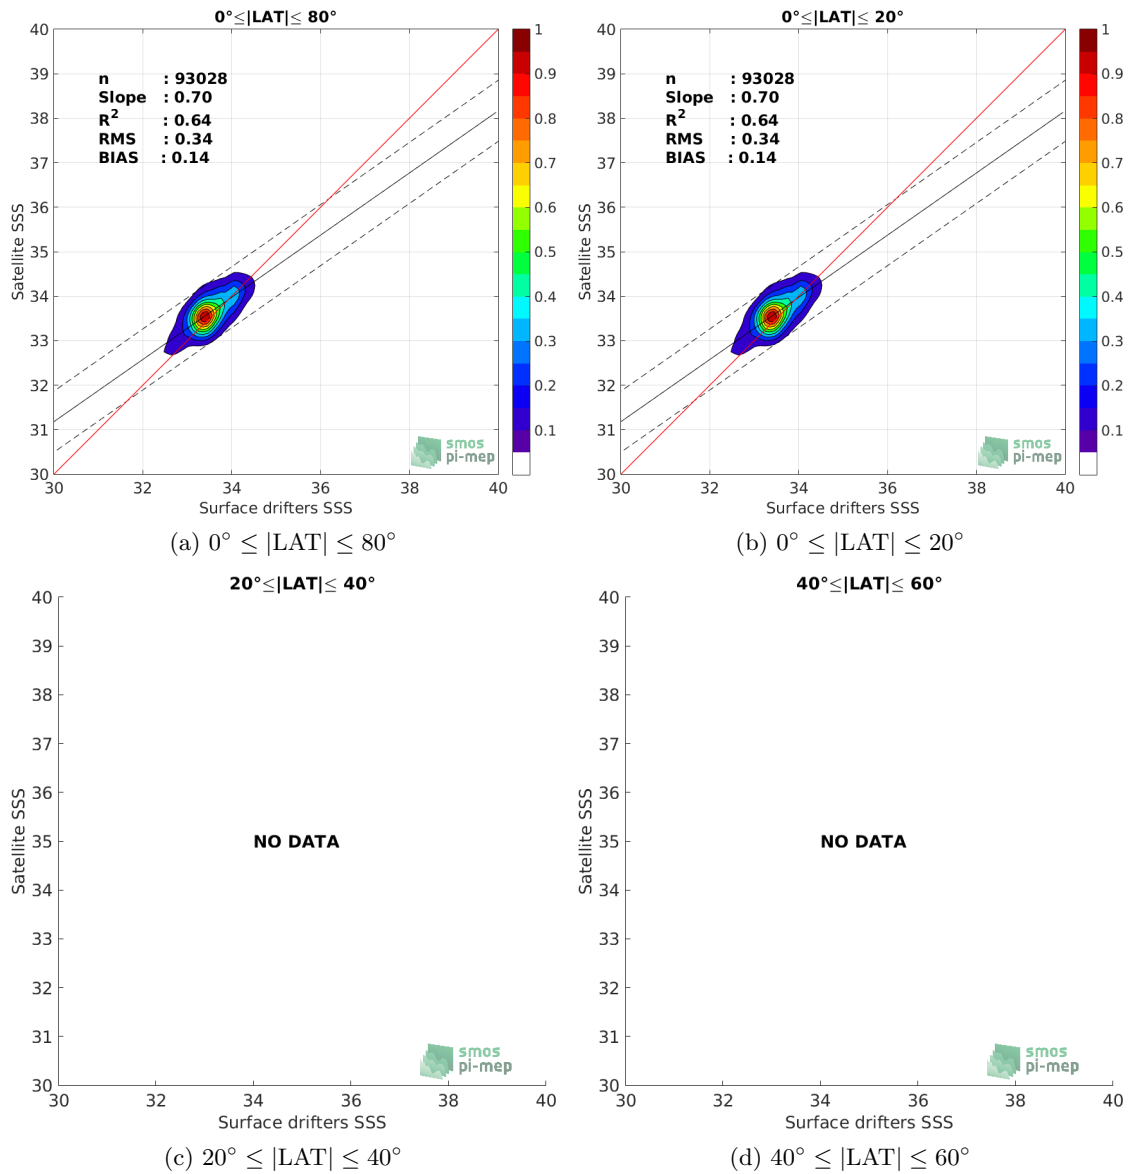 0°≤|LAT|≤ 80°
40
39
38
37
36
35
34
33
32
31
30
30
32
34
36
38
40
Satellite SSS
Surface drifters SSS
n : 93028
Slope : 0.70
R2 : 0.64
RMS : 0.34
BIAS : 0.14
1
0.9
0.8
0.7
0.6
0.5
0.4
0.3
0.2
0.1
smos
pi-mep
(a) 0° ≤ |LAT| ≤ 80°
0°≤|LAT|≤ 20°
40
39
38
37
36
35
34
33
32
31
30
30
32
34
36
38
40
Satellite SSS
Surface drifters SSS
n : 93028
Slope : 0.70
R2 : 0.64
RMS : 0.34
BIAS : 0.14
1
0.9
0.8
0.7
0.6
0.5
0.4
0.3
0.2
0.1
smos
pi-mep
(b) 0° ≤ |LAT| ≤ 20°
20°≤|LAT|≤ 40°
40
39
38
37
36
35
34
33
32
31
30
30
32
34
36
38
40
Satellite SSS
Surface drifters SSS
NO DATA
smos
pi-mep
(c) 20° ≤ |LAT| ≤ 40°
40°≤|LAT|≤ 60°
40
39
38
37
36
35
34
33
32
31
30
30
32
34
36
38
40
Satellite SSS
Surface drifters SSS
NO DATA
smos
pi-mep
(d) 40° ≤ |LAT| ≤ 60°